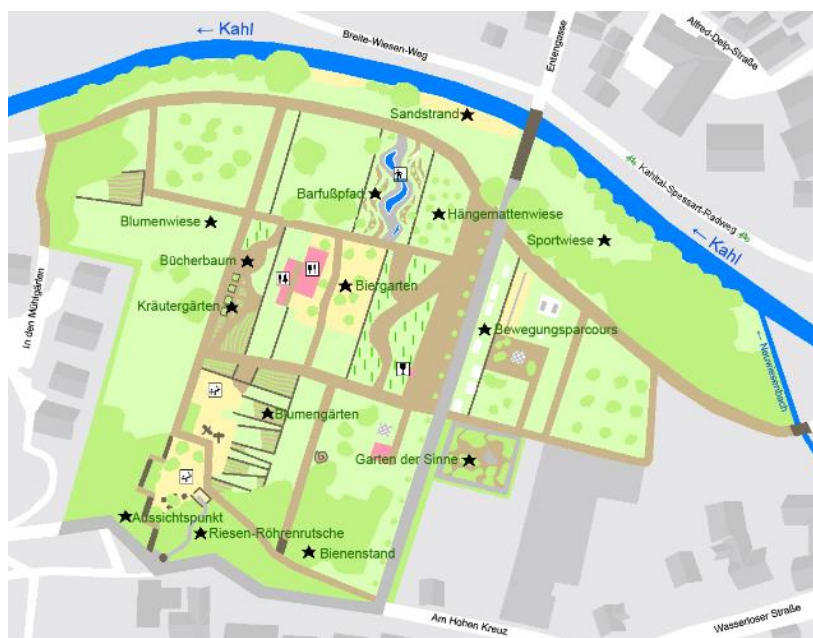 ← Kahl
Breite-Wiesen-Weg
Entengasse
Alfred-Delp-Straße
Sandstrand
Kahltal-Spessart-Radweg
Barfußpfad
Hängemattenwiese
Blumenwiese
Sportwiese
← Kahl
Bücherbaum
In den Mühlgärten
Kräutergärten
Biergarten
Bewegungsparcours
← Neuwiesenbach
Blumengärten
Garten der Sinne
Aussichtspunkt
Riesen-Röhrenrutsche
Bienenstand
Am Hohen Kreuz
Wasserloser Straße